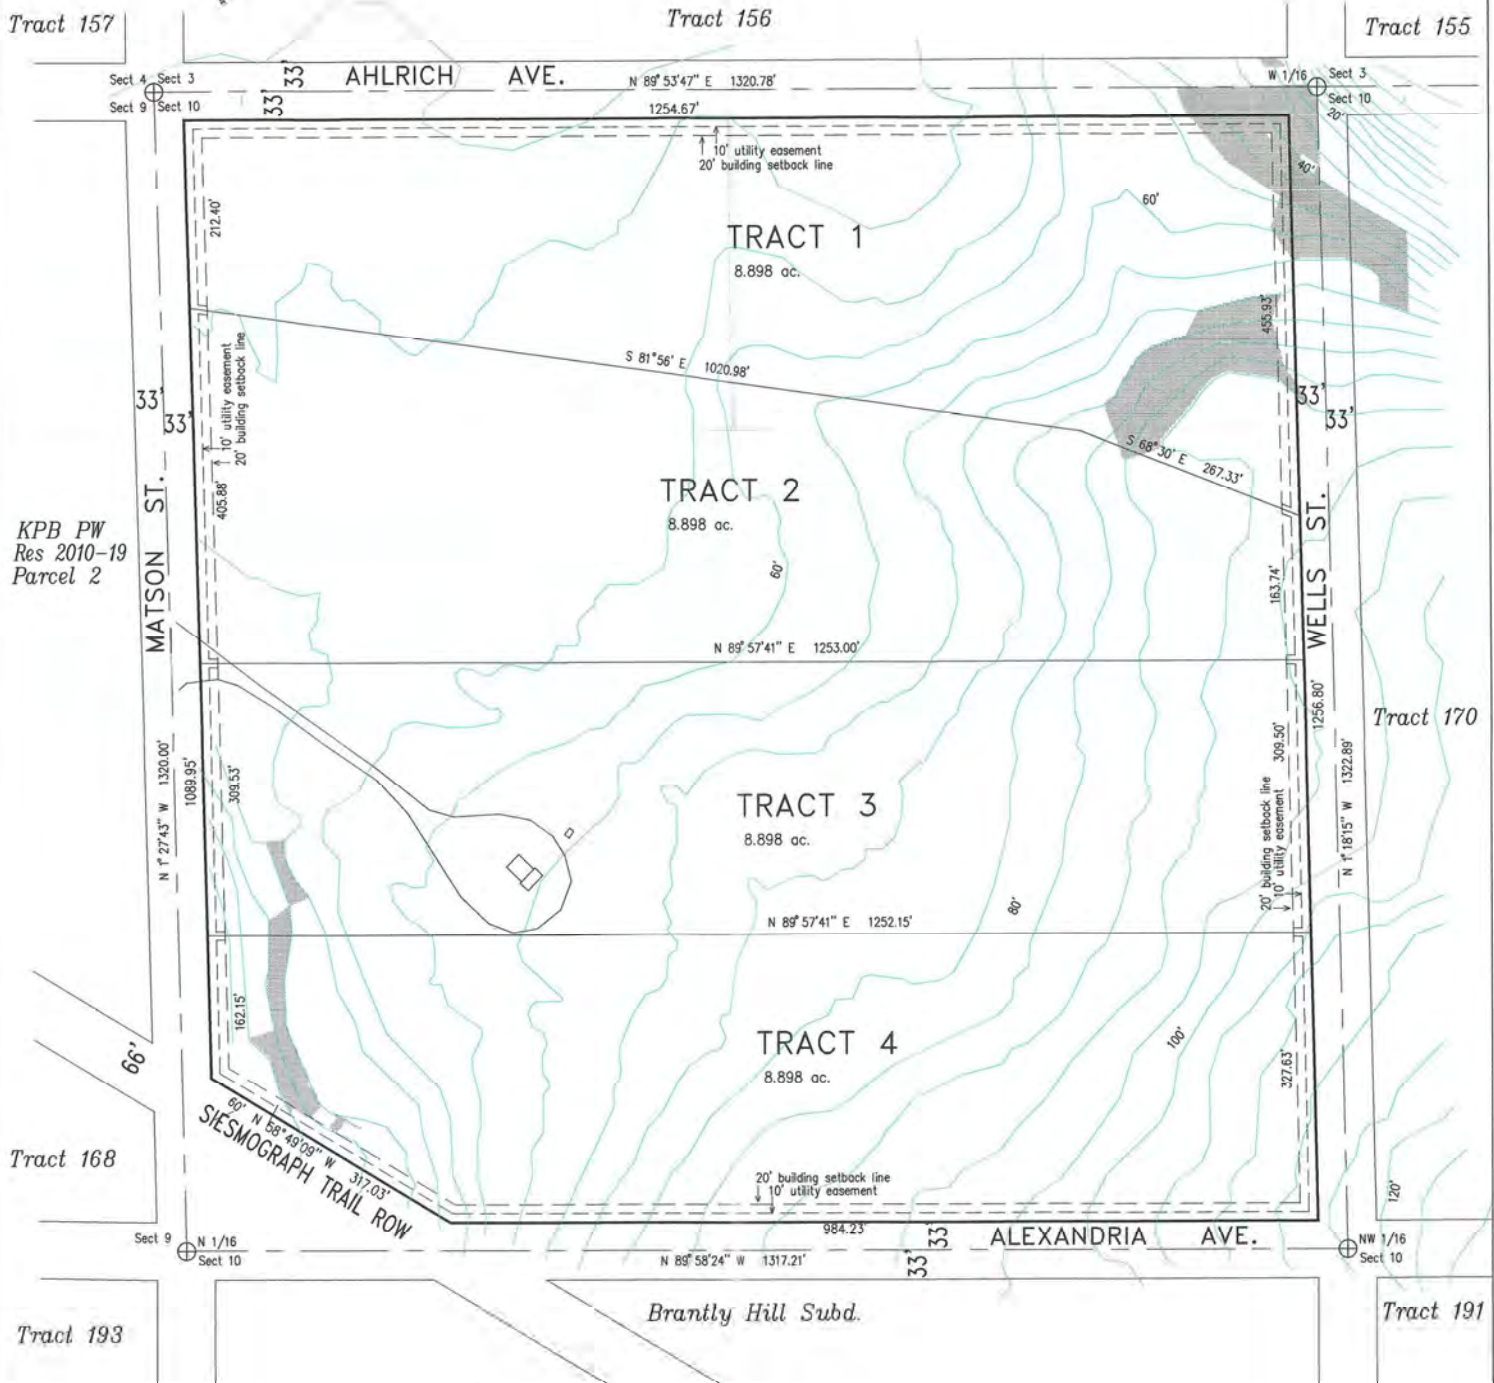 Tract 157
Tract 156
Tract 155
Sect 4
Sect 3
Sect 9
Sect 10
33'
33'
AHLRICH AVE.
N 89°53'47" E 1320.78'
1254.67'
W 1/16
Sect 3
Sect 10
20'
40'
10' utility easement
20' building setback line
212.40'
60'
TRACT 1
8.898 ac.
455.93'
S 81°56' E 1020.98'
10' utility easement
20' building setback line
33'
33'
33'
33'
S 68°30' E 267.33'
405.88'
TRACT 2
8.898 ac.
KPB PW
Res 2010-19
Parcel 2
MATSON ST.
60'
163.74'
WELLS ST.
N 89°57'41" E 1253.00'
1256.80'
Tract 170
N 1°27'43" W 1320.00'
1089.95'
309.53'
TRACT 3
8.898 ac.
309.50'
20' building setback line
10' utility easement
N 1°18'15" W 1322.89'
80'
N 89°57'41" E 1252.15'
162.15'
66'
TRACT 4
8.898 ac.
100'
327.63'
60' N 58°49'09" W 317.03'
SIESMOGRAPH TRAIL ROW
Tract 168
20' building setback line
10' utility easement
120'
984.23'
33'
33'
ALEXANDRIA AVE.
Sect 9
N 1/16
Sect 10
N 89°58'24" W 1317.21'
NW 1/16
Sect 10
Brantly Hill Subd.
Tract 193
Tract 191